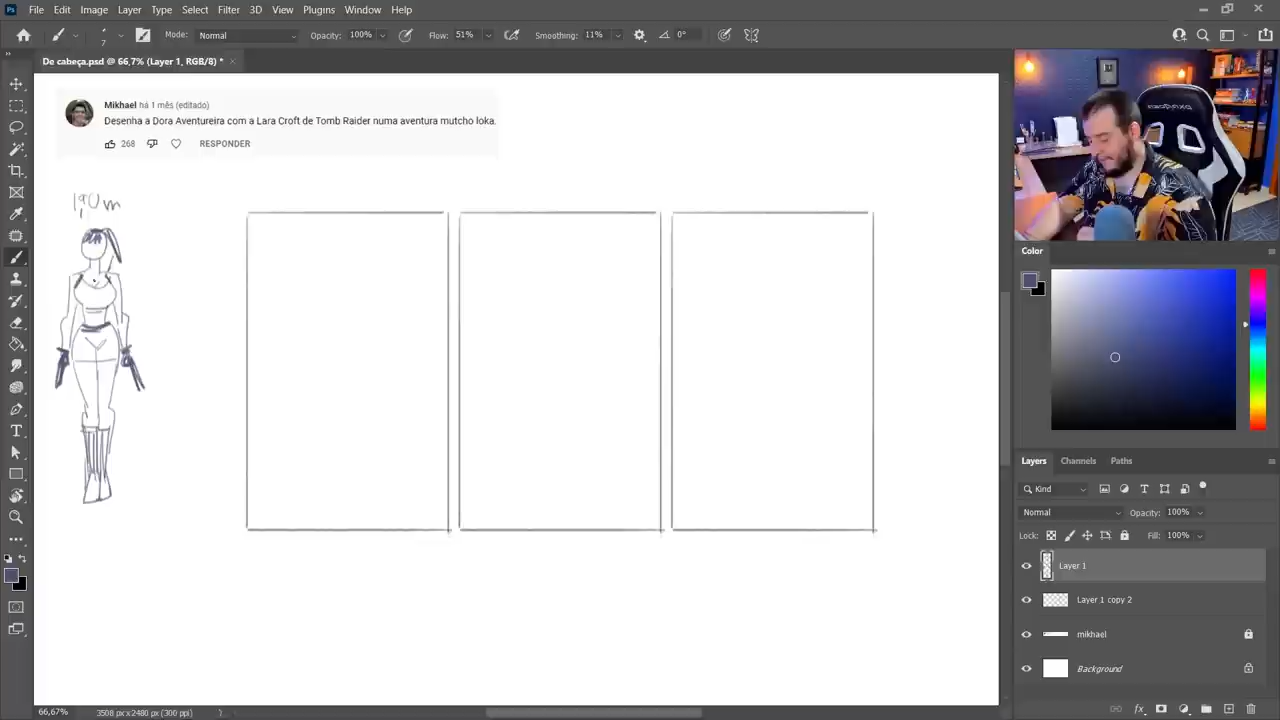 Ps File Edit Image Layer Type Select Filter 3D View Plugins Window Help
7 Mode: Normal Opacity: 100% Flow: 51% Smoothing: 11% 0°
De cabeça.psd @ 66,7% (Layer 1, RGB/8) *
Mikhael há 1 mês (editado)
Desenha a Dora Aventureira com a Lara Croft de Tomb Raider numa aventura mutcho loka.
268 RESPONDER
1,90m
Color
Layers Channels Paths
Kind
Normal Opacity: 100%
Lock: Fill: 100%
Layer 1
Layer 1 copy 2
mikhael
Background
66,67% 3508 px x 2480 px (300 ppi)